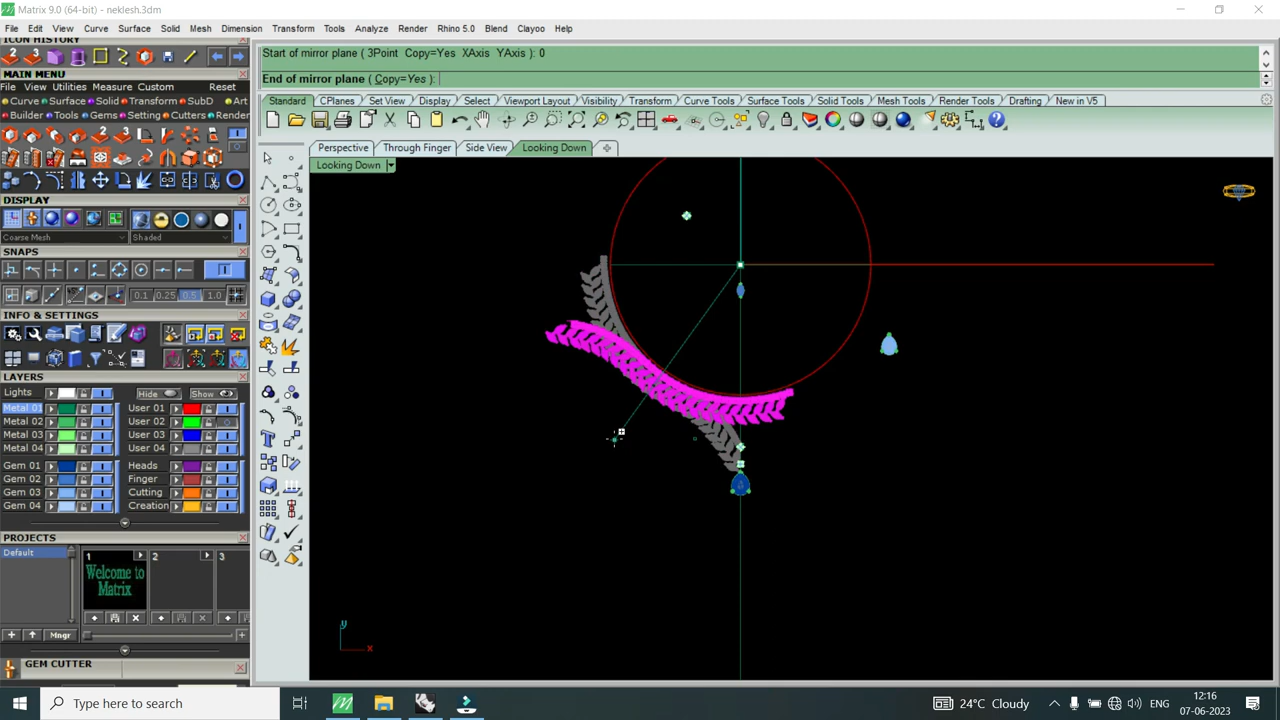 Matrix 9.0 (64-bit) - neklesh.3dm
File Edit View Curve Surface Solid Mesh Dimension Transform Tools Analyze Render Rhino 5.0 Blend Clayoo Help
ICON HISTORY
Start of mirror plane ( 3Point Copy=Yes XAxis YAxis ): 0
End of mirror plane ( Copy=Yes ):
MAIN MENU
File View Utilities Measure Custom Reset
Curve Surface Solid Transform SubD Art
Builder Tools Gems Setting Cutters Render
Standard CPlanes Set View Display Select Viewport Layout Visibility Transform Curve Tools Surface Tools Solid Tools Mesh Tools Render Tools Drafting New in V5
Perspective Through Finger Side View Looking Down
Looking Down
DISPLAY
Coarse Mesh Shaded
SNAPS
0.1 0.25 0.5 1.0
INFO & SETTINGS
LAYERS
Lights Hide Show
Metal 01 User 01
Metal 02 User 02
Metal 03 User 03
Metal 04 User 04
Gem 01 Heads
Gem 02 Finger
Gem 03 Cutting
Gem 04 Creation
PROJECTS
Default
1 2 3
Welcome to Matrix
Mngr
GEM CUTTER
y
x
Type here to search
24°C Cloudy
ENG
12:16
07-06-2023